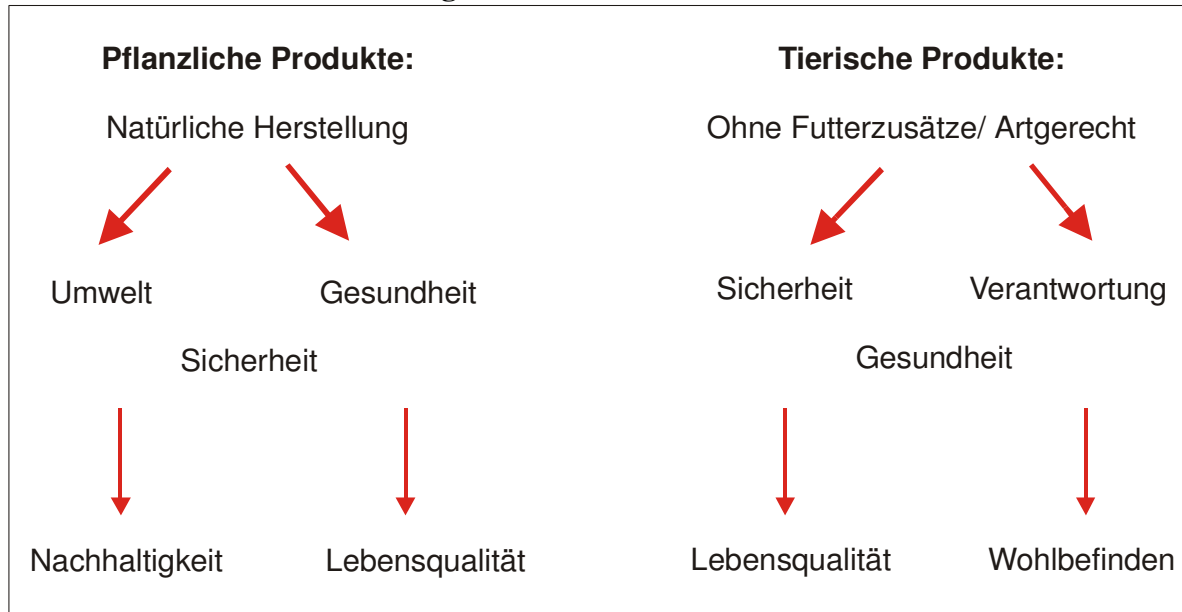 Pflanzliche Produkte:
Natürliche Herstellung
Umwelt
Gesundheit
Sicherheit
Nachhaltigkeit
Lebensqualität
Tierische Produkte:
Ohne Futterzusätze/ Artgerecht
Sicherheit
Verantwortung
Gesundheit
Lebensqualität
Wohlbefinden